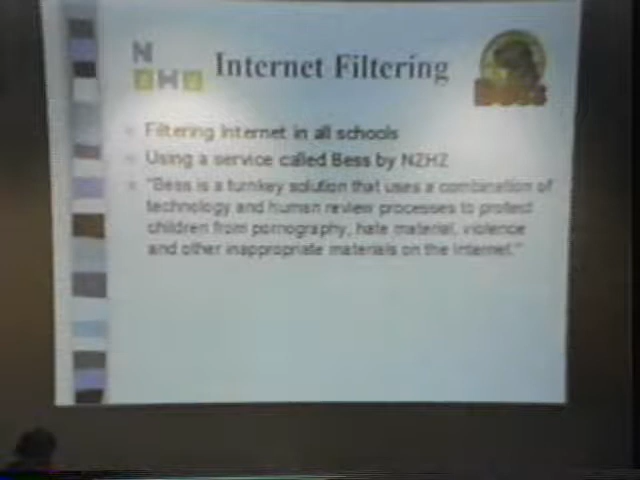 Internet Filtering
Filtering Internet in all schools
Using a service called Bess by N2H2
"Bess is a turnkey solution that uses a combination of
technology and human review processes to protect
children from pornography, hate material, violence
and other inappropriate materials on the Internet."